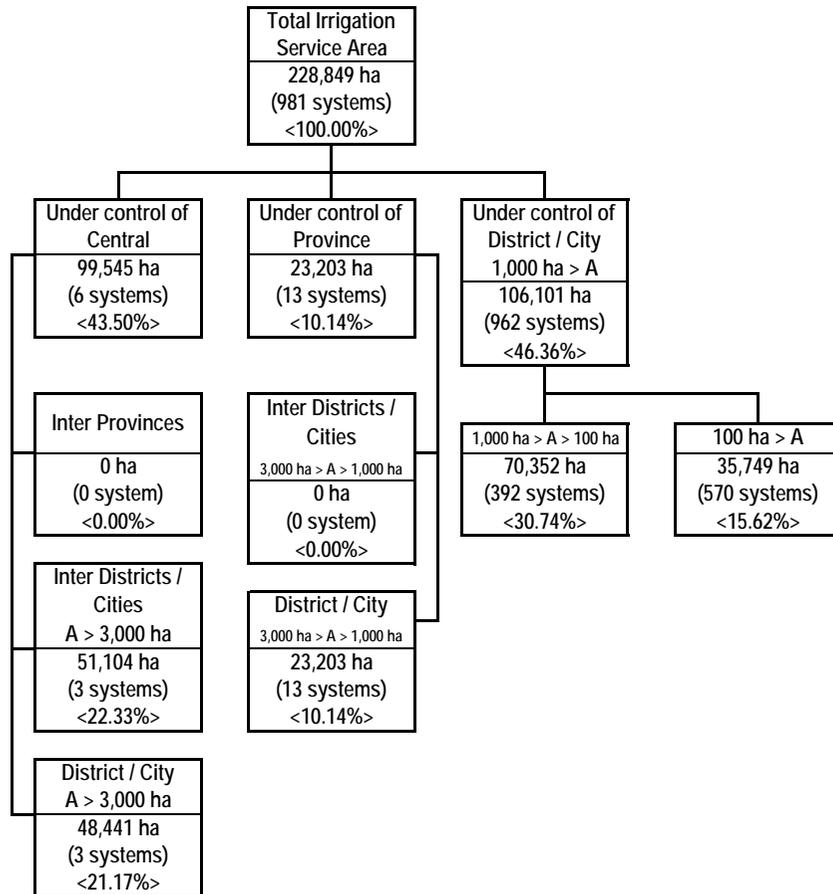 Total Irrigation
Service Area
228,849 ha
(981 systems)
<100.00%>
Under control of
Central
99,545 ha
(6 systems)
<43.50%>
Under control of
Province
23,203 ha
(13 systems)
<10.14%>
Under control of
District / City
1,000 ha > A
106,101 ha
(962 systems)
<46.36%>
Inter Provinces
0 ha
(0 system)
<0.00%>
Inter Districts /
Cities
3,000 ha > A > 1,000 ha
0 ha
(0 system)
<0.00%>
1,000 ha > A > 100 ha
70,352 ha
(392 systems)
<30.74%>
100 ha > A
35,749 ha
(570 systems)
<15.62%>
Inter Districts /
Cities
A > 3,000 ha
51,104 ha
(3 systems)
<22.33%>
District / City
3,000 ha > A > 1,000 ha
23,203 ha
(13 systems)
<10.14%>
District / City
A > 3,000 ha
48,441 ha
(3 systems)
<21.17%>